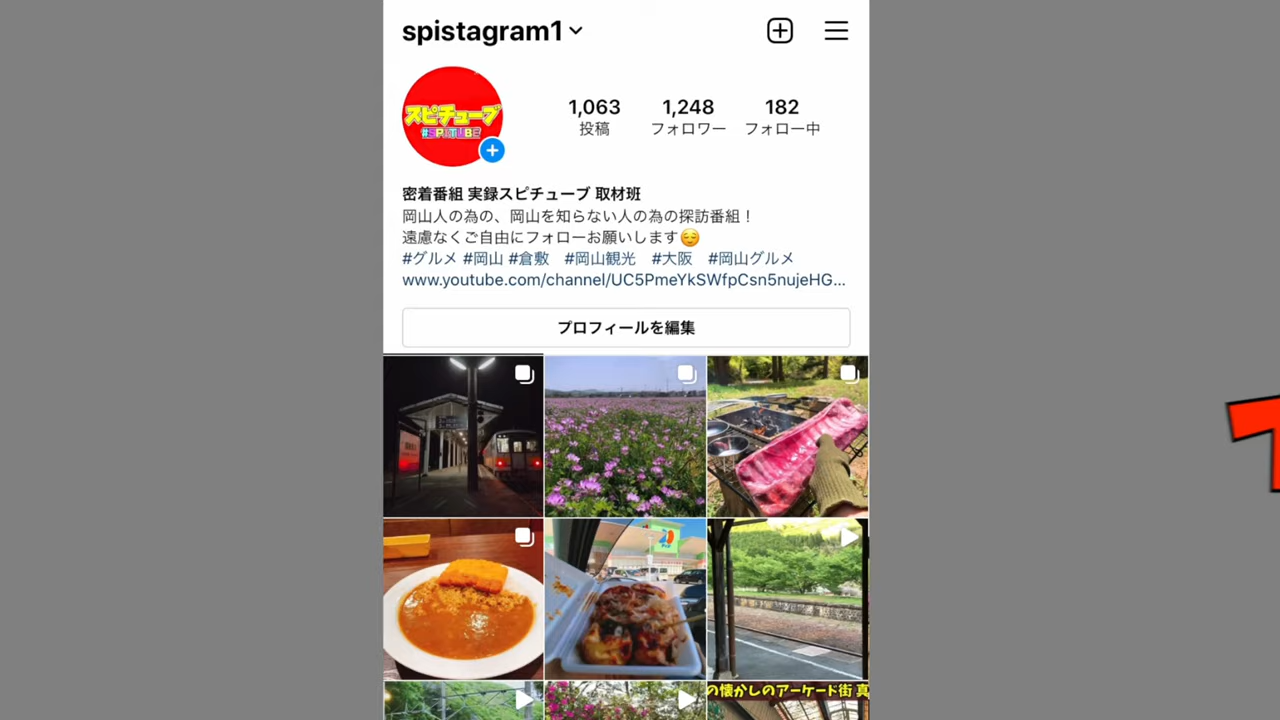 spistagram1
スピチューブ
#SPITUBE
1,063
1,248
182
投稿
フォロワー
フォロー中
密着番組 実録スピチューブ 取材班
岡山人の為の、岡山を知らない人の為の探訪番組！
遠慮なくご自由にフォローお願いします😌
#グルメ #岡山 #倉敷　#岡山観光　#大阪　#岡山グルメ
www.youtube.com/channel/UC5PmeYkSWfpCsn5nujeHG...
プロフィールを編集
の懐かしのアーケード街 真